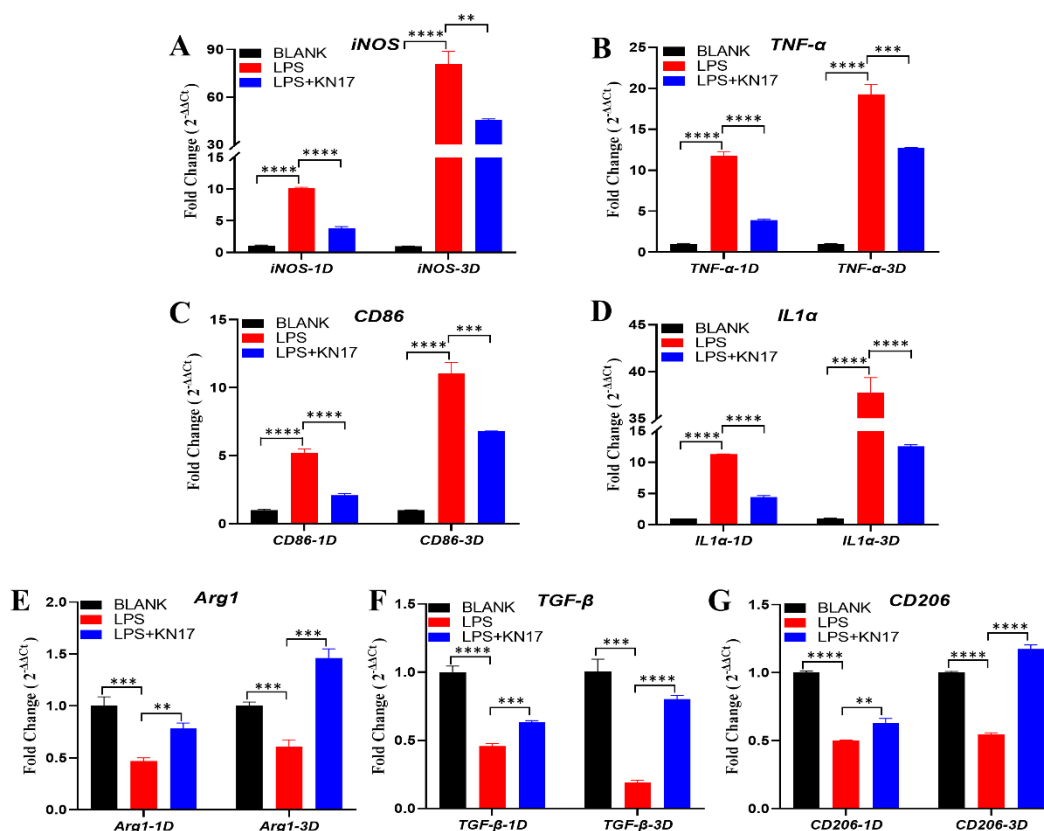 A
iNOS
BLANK
LPS
LPS+KN17
Fold Change ( 2^-ΔΔCt)
90
60
30
15
10
5
0
****
****
****
**
iNOS-1D
iNOS-3D
B
TNF-α
BLANK
LPS
LPS+KN17
Fold Change ( 2^-ΔΔCt)
25
20
15
10
5
0
****
****
****
***
TNF-α-1D
TNF-α-3D
C
CD86
BLANK
LPS
LPS+KN17
Fold Change ( 2^-ΔΔCt)
15
10
5
0
****
****
****
***
CD86-1D
CD86-3D
D
IL1α
BLANK
LPS
LPS+KN17
Fold Change ( 2^-ΔΔCt)
45
40
35
15
10
5
0
****
****
****
****
IL1α-1D
IL1α-3D
E
Arg1
BLANK
LPS
LPS+KN17
Fold Change ( 2^-ΔΔCt)
2.0
1.5
1.0
0.5
0.0
***
**
***
***
Arg1-1D
Arg1-3D
F
TGF-β
BLANK
LPS
LPS+KN17
Fold Change ( 2^-ΔΔCt)
1.5
1.0
0.5
0.0
****
***
***
****
TGF-β-1D
TGF-β-3D
G
CD206
BLANK
LPS
LPS+KN17
Fold Change ( 2^-ΔΔCt)
1.5
1.0
0.5
0.0
****
**
****
****
CD206-1D
CD206-3D